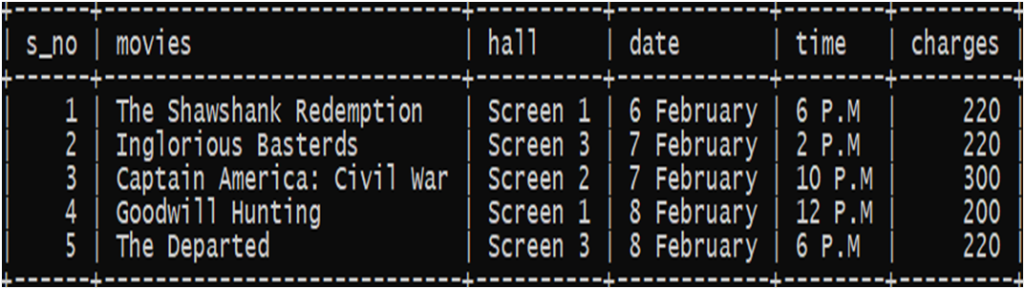 s_no | movies | hall | date | time | charges
1 | The Shawshank Redemption | Screen 1 | 6 February | 6 P.M | 220
2 | Inglorious Basterds | Screen 3 | 7 February | 2 P.M | 220
3 | Captain America: Civil War | Screen 2 | 7 February | 10 P.M | 300
4 | Goodwill Hunting | Screen 1 | 8 February | 12 P.M | 200
5 | The Departed | Screen 3 | 8 February | 6 P.M | 220